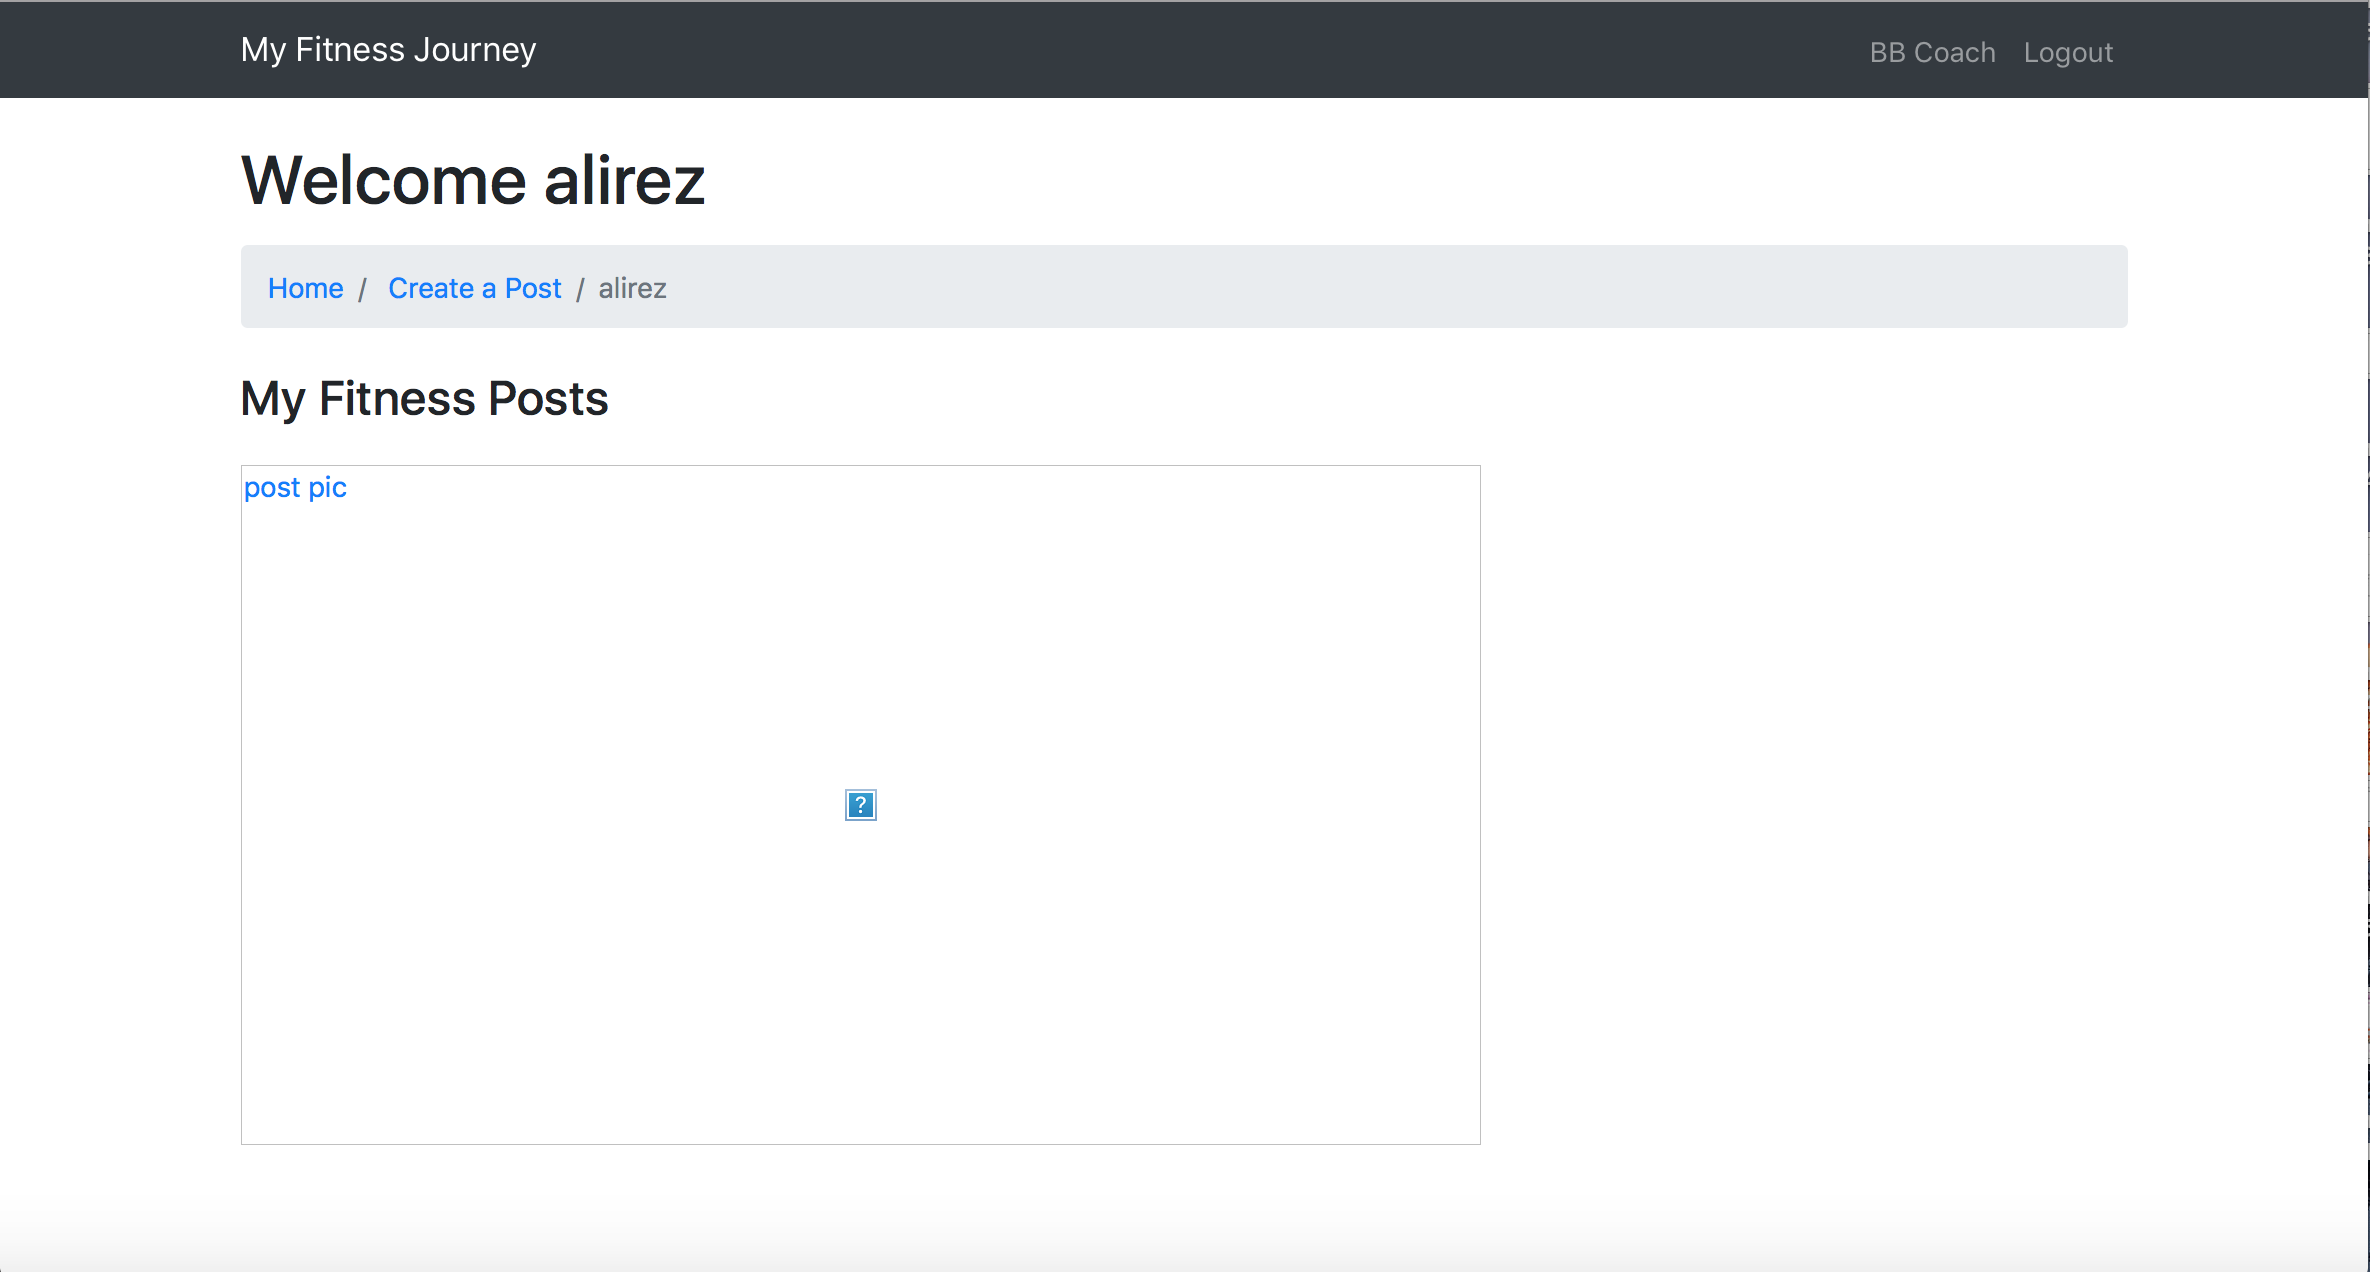 My Fitness Journey
BB Coach Logout
Welcome alirez
Home / Create a Post / alirez
My Fitness Posts
post pic
?